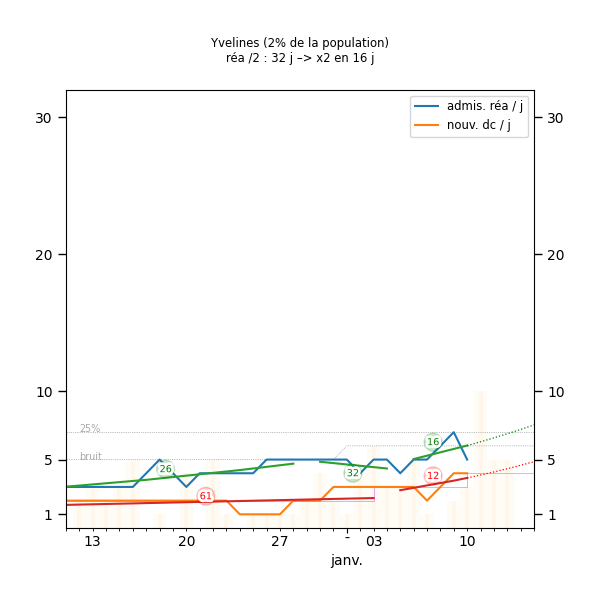 Yvelines (2% de la population)
réa /2 : 32 j –> x2 en 16 j
admis. réa / j
nouv. dc / j
30 30
20 20
10 10
25%
bruit
5 5
1 1
26
61
32
16
12
13 20 27 - 03 10
janv.